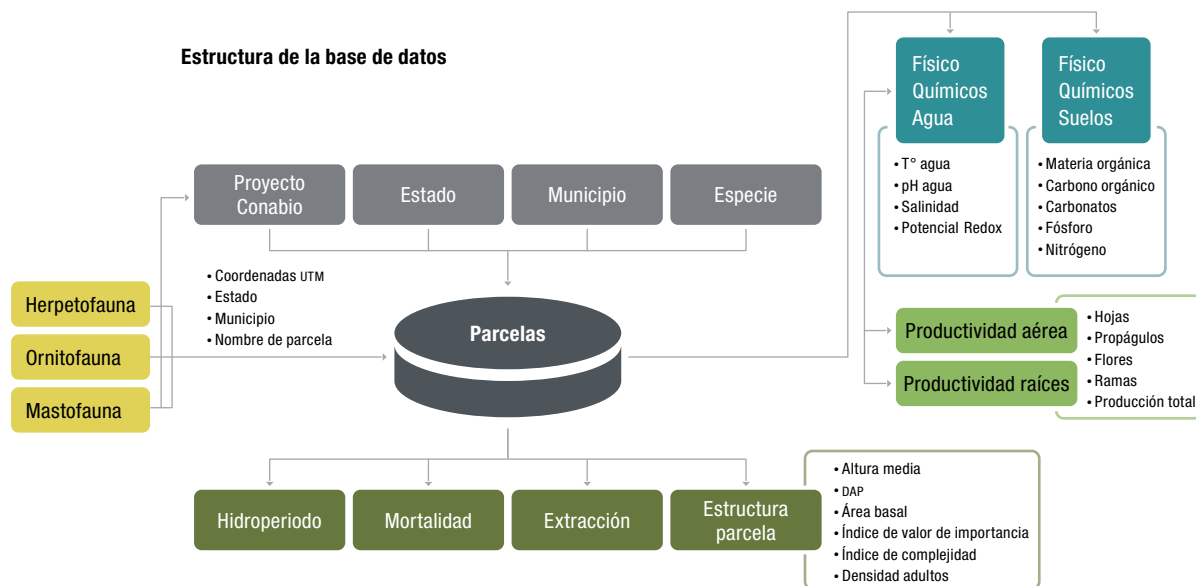 Estructura de la base de datos
Físico
Químicos
Agua
Físico
Químicos
Suelos
• T° agua
• pH agua
• Salinidad
• Potencial Redox
• Materia orgánica
• Carbono orgánico
• Carbonatos
• Fósforo
• Nitrógeno
Proyecto
Conabio
Estado
Municipio
Especie
• Coordenadas UTM
• Estado
• Municipio
• Nombre de parcela
Herpetofauna
Ornitofauna
Mastofauna
Parcelas
Productividad aérea
Productividad raíces
• Hojas
• Propágulos
• Flores
• Ramas
• Producción total
Hidroperiodo
Mortalidad
Extracción
Estructura
parcela
• Altura media
• DAP
• Área basal
• Índice de valor de importancia
• Índice de complejidad
• Densidad adultos